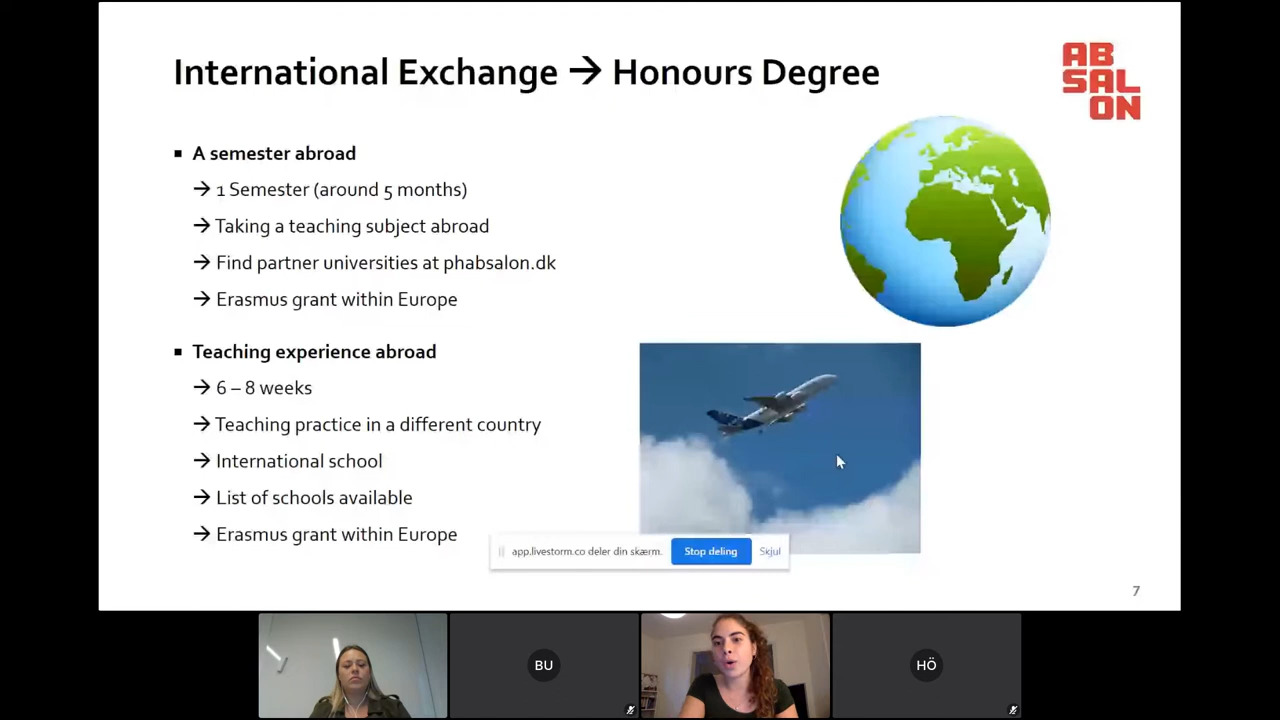 International Exchange → Honours Degree
AB
SAL
ON
▪ A semester abroad
→ 1 Semester (around 5 months)
→ Taking a teaching subject abroad
→ Find partner universities at phabsalon.dk
→ Erasmus grant within Europe
▪ Teaching experience abroad
→ 6 – 8 weeks
→ Teaching practice in a different country
→ International school
→ List of schools available
→ Erasmus grant within Europe
app.livestorm.co deler din skærm. Stop deling Skjul
7
BU
HÖ